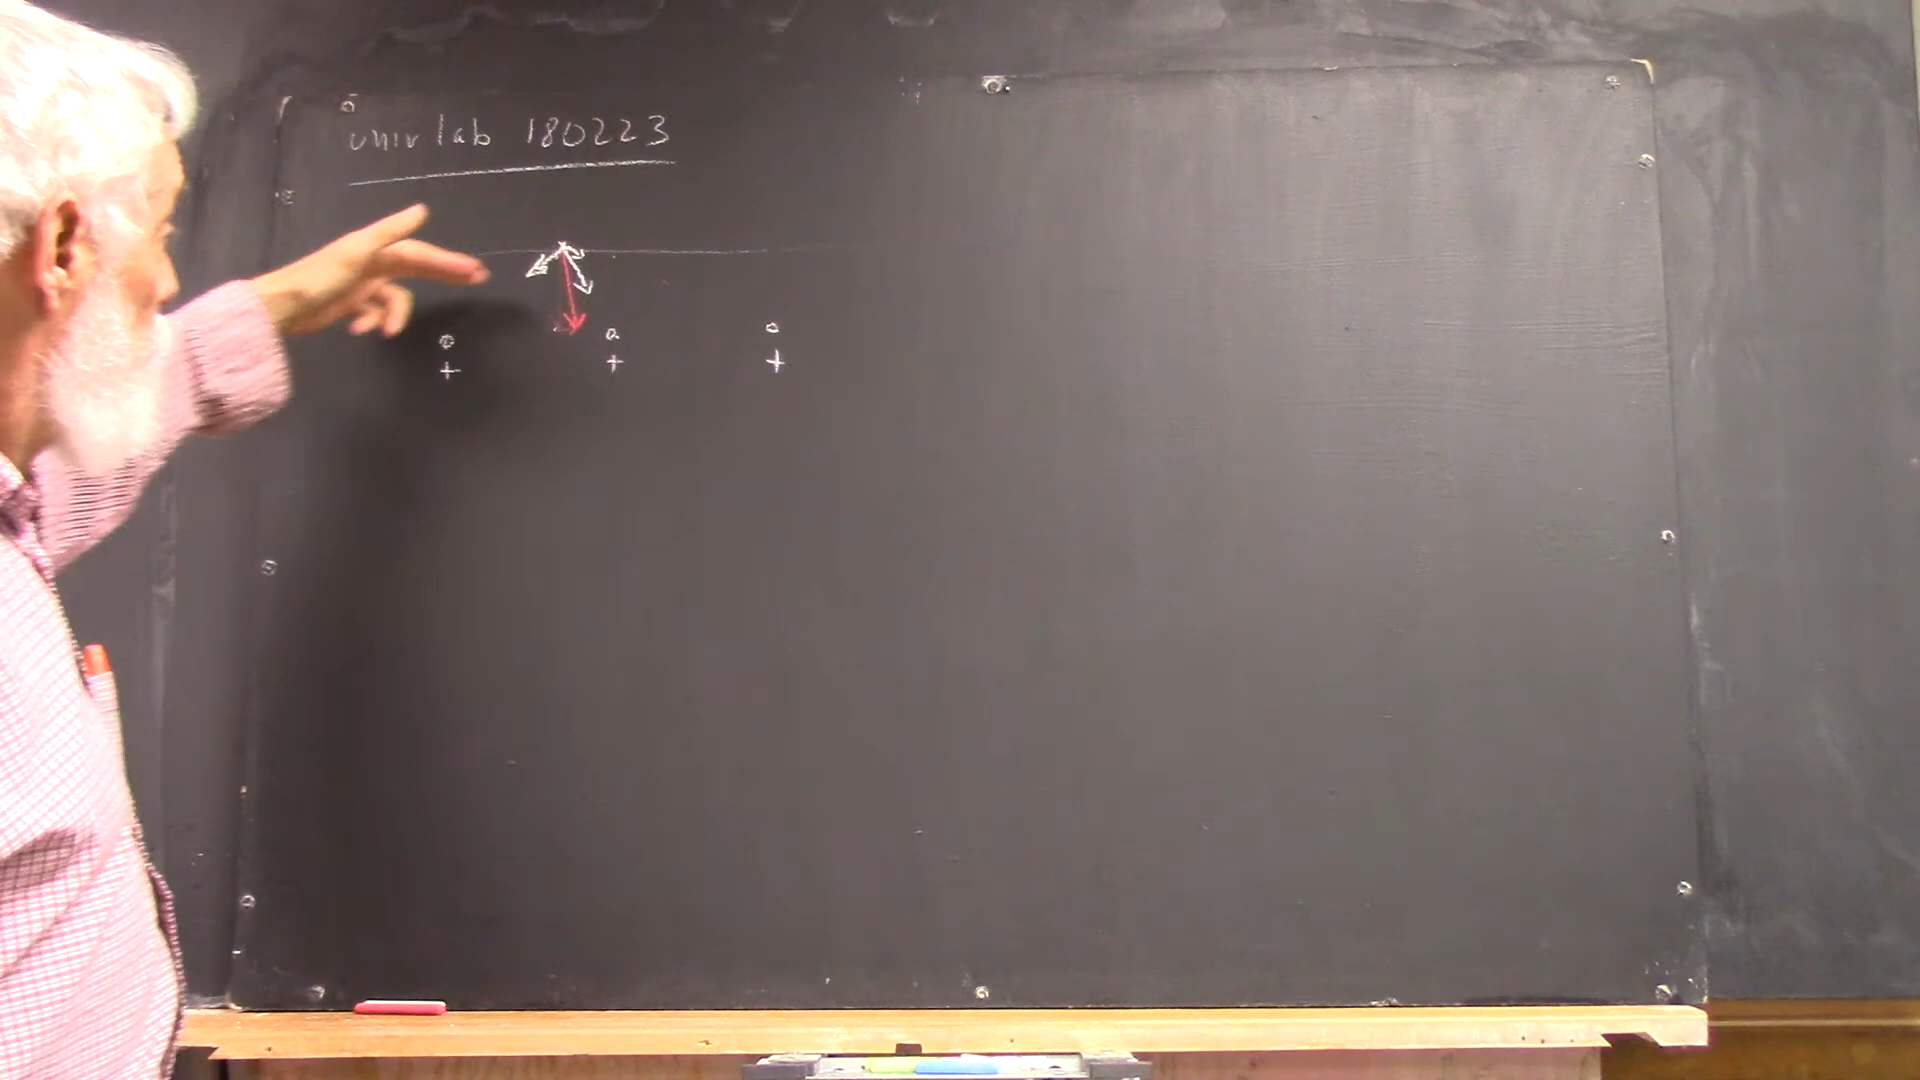 univ lab 180223
o a o
+ + +